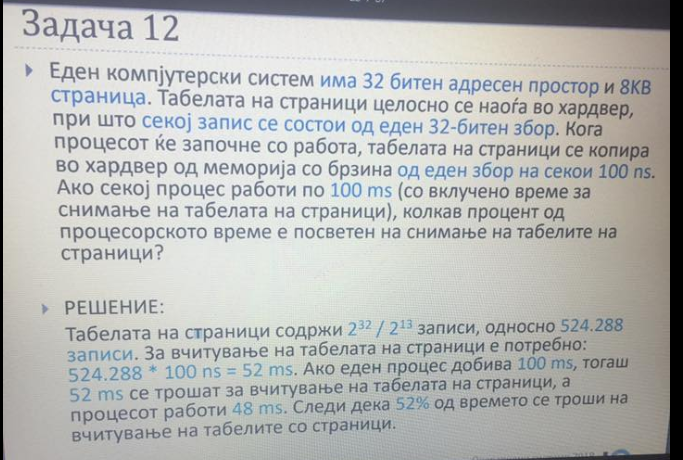 Задача 12
Еден компјутерски систем има 32 битен адресен простор и 8KB
страница. Табелата на страници целосно се наоѓа во хардвер,
при што секој запис се состои од еден 32-битен збор. Кога
процесот ќе започне со работа, табелата на страници се копира
во хардвер од меморија со брзина од еден збор на секои 100 ns.
Ако секој процес работи по 100 ms (со вклучено време за
снимање на табелата на страници), колкав процент од
процесорското време е посветен на снимање на табелите на
страници?
РЕШЕНИЕ:
Табелата на страници содржи 2³² / 2¹³ записи, односно 524.288
записи. За вчитување на табелата на страници е потребно:
524.288 * 100 ns = 52 ms. Ако еден процес добива 100 ms, тогаш
52 ms се трошат за вчитување на табелата на страници, а
процесот работи 48 ms. Следи дека 52% од времето се троши на
вчитување на табелите со страници.